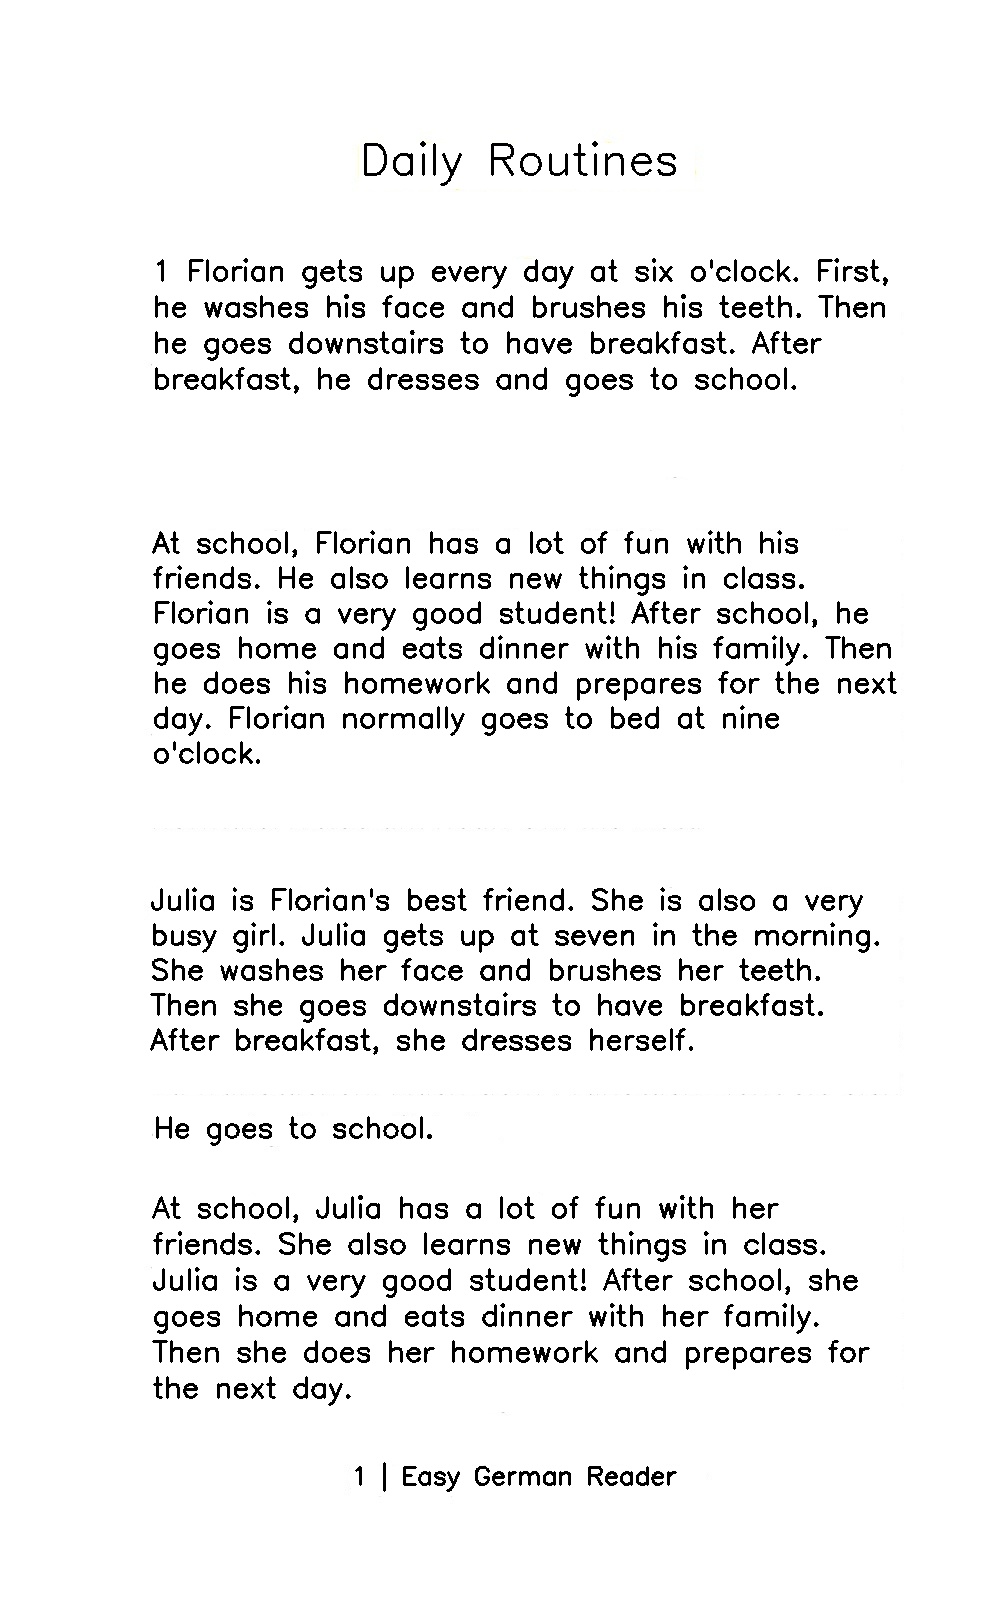 Daily Routines
1 Florian gets up every day at six o'clock. First,
he washes his face and brushes his teeth. Then
he goes downstairs to have breakfast. After
breakfast, he dresses and goes to school.
At school, Florian has a lot of fun with his
friends. He also learns new things in class.
Florian is a very good student! After school, he
goes home and eats dinner with his family. Then
he does his homework and prepares for the next
day. Florian normally goes to bed at nine
o'clock.
Julia is Florian's best friend. She is also a very
busy girl. Julia gets up at seven in the morning.
She washes her face and brushes her teeth.
Then she goes downstairs to have breakfast.
After breakfast, she dresses herself.
He goes to school.
At school, Julia has a lot of fun with her
friends. She also learns new things in class.
Julia is a very good student! After school, she
goes home and eats dinner with her family.
Then she does her homework and prepares for
the next day.
1 | Easy German Reader